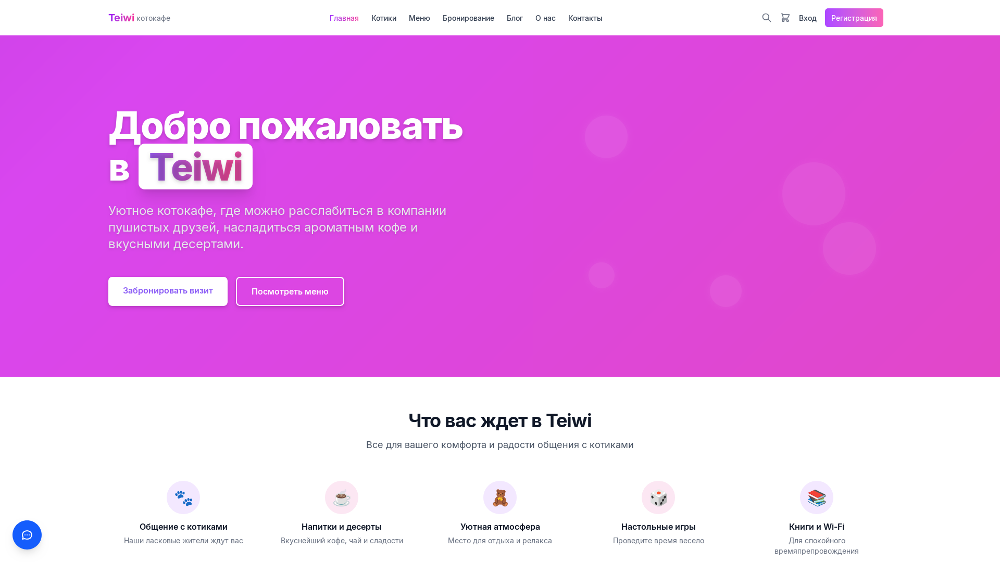 Teiwi котокафе
Главная Котики Меню Бронирование Блог О нас Контакты
Вход Регистрация
Добро пожаловать
в Teiwi
Уютное котокафе, где можно расслабиться в компании
пушистых друзей, насладиться ароматным кофе и
вкусными десертами.
Забронировать визит Посмотреть меню
Что вас ждет в Teiwi
Все для вашего комфорта и радости общения с котиками
Общение с котиками
Наши ласковые жители ждут вас
Напитки и десерты
Вкуснейший кофе, чай и сладости
Уютная атмосфера
Место для отдыха и релакса
Настольные игры
Проведите время весело
Книги и Wi-Fi
Для спокойного
времяпрепровождения